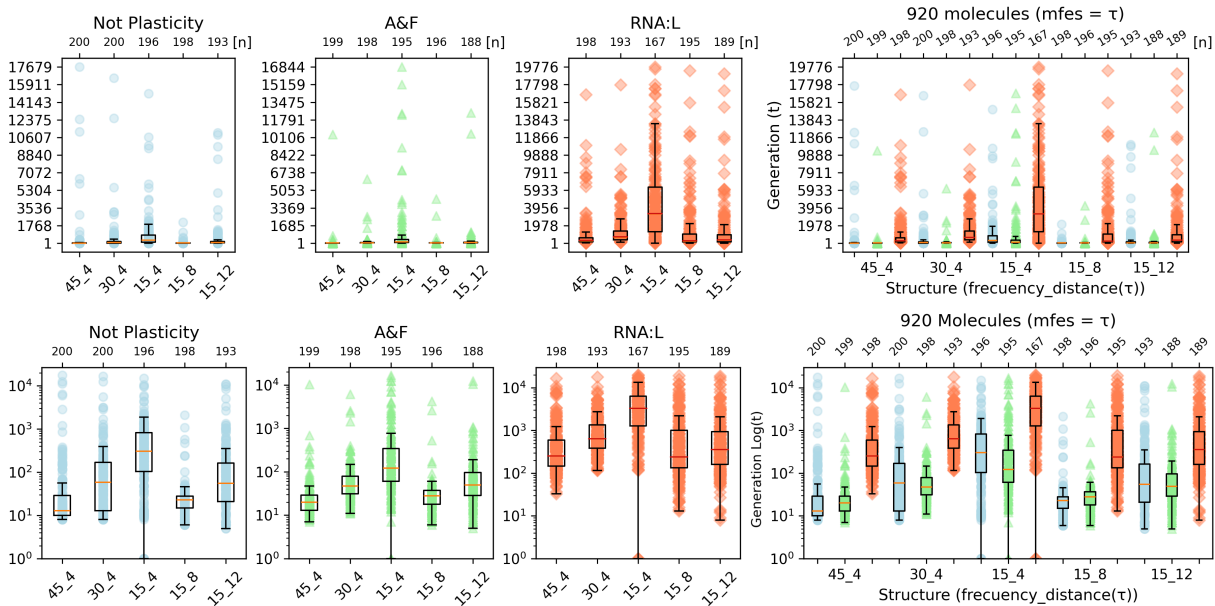 Not Plasticity
200 200 196 198 193 [n]
17679
15911
14143
12375
10607
8840
7072
5304
3536
1768
1
45_4 30_4 15_4 15_8 15_12
A&F
199 198 195 196 188 [n]
16844
15159
13475
11791
10106
8422
6738
5053
3369
1685
1
45_4 30_4 15_4 15_8 15_12
RNA:L
198 193 167 195 189 [n]
19776
17798
15821
13843
11866
9888
7911
5933
3956
1978
1
45_4 30_4 15_4 15_8 15_12
920 molecules (mfes = τ)
200 199 198 200 198 193 196 195 167 198 196 195 193 188 189 [n]
Generation (t)
19776
17798
15821
13843
11866
9888
7911
5933
3956
1978
1
45_4 30_4 15_4 15_8 15_12
Structure (frecuency_distance(τ))
Not Plasticity
200 200 196 198 193
10⁴
10³
10²
10¹
10⁰
45_4 30_4 15_4 15_8 15_12
A&F
199 198 195 196 188
10⁴
10³
10²
10¹
10⁰
45_4 30_4 15_4 15_8 15_12
RNA:L
198 193 167 195 189
10⁴
10³
10²
10¹
10⁰
45_4 30_4 15_4 15_8 15_12
920 Molecules (mfes = τ)
200 199 198 200 198 193 196 195 167 198 196 195 193 188 189
Generation Log(t)
10⁴
10³
10²
10¹
10⁰
45_4 30_4 15_4 15_8 15_12
Structure (frecuency_distance(τ))